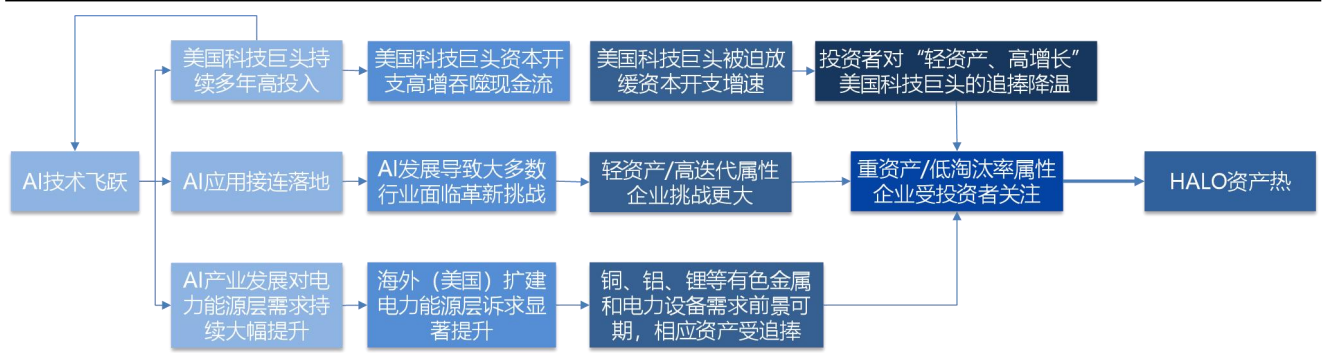 美国科技巨头持
续多年高投入
美国科技巨头资本开
支高增吞噬现金流
美国科技巨头被迫放
缓资本开支增速
投资者对“轻资产、高增长”
美国科技巨头的追捧降温
AI技术飞跃
AI应用接连落地
AI发展导致大多数
行业面临革新挑战
轻资产/高迭代属性
企业挑战更大
重资产/低淘汰率属性
企业受投资者关注
HALO资产热
AI产业发展对电
力能源层需求持
续大幅提升
海外（美国）扩建
电力能源层诉求显
著提升
铜、铝、锂等有色金属
和电力设备需求前景可
期，相应资产受追捧